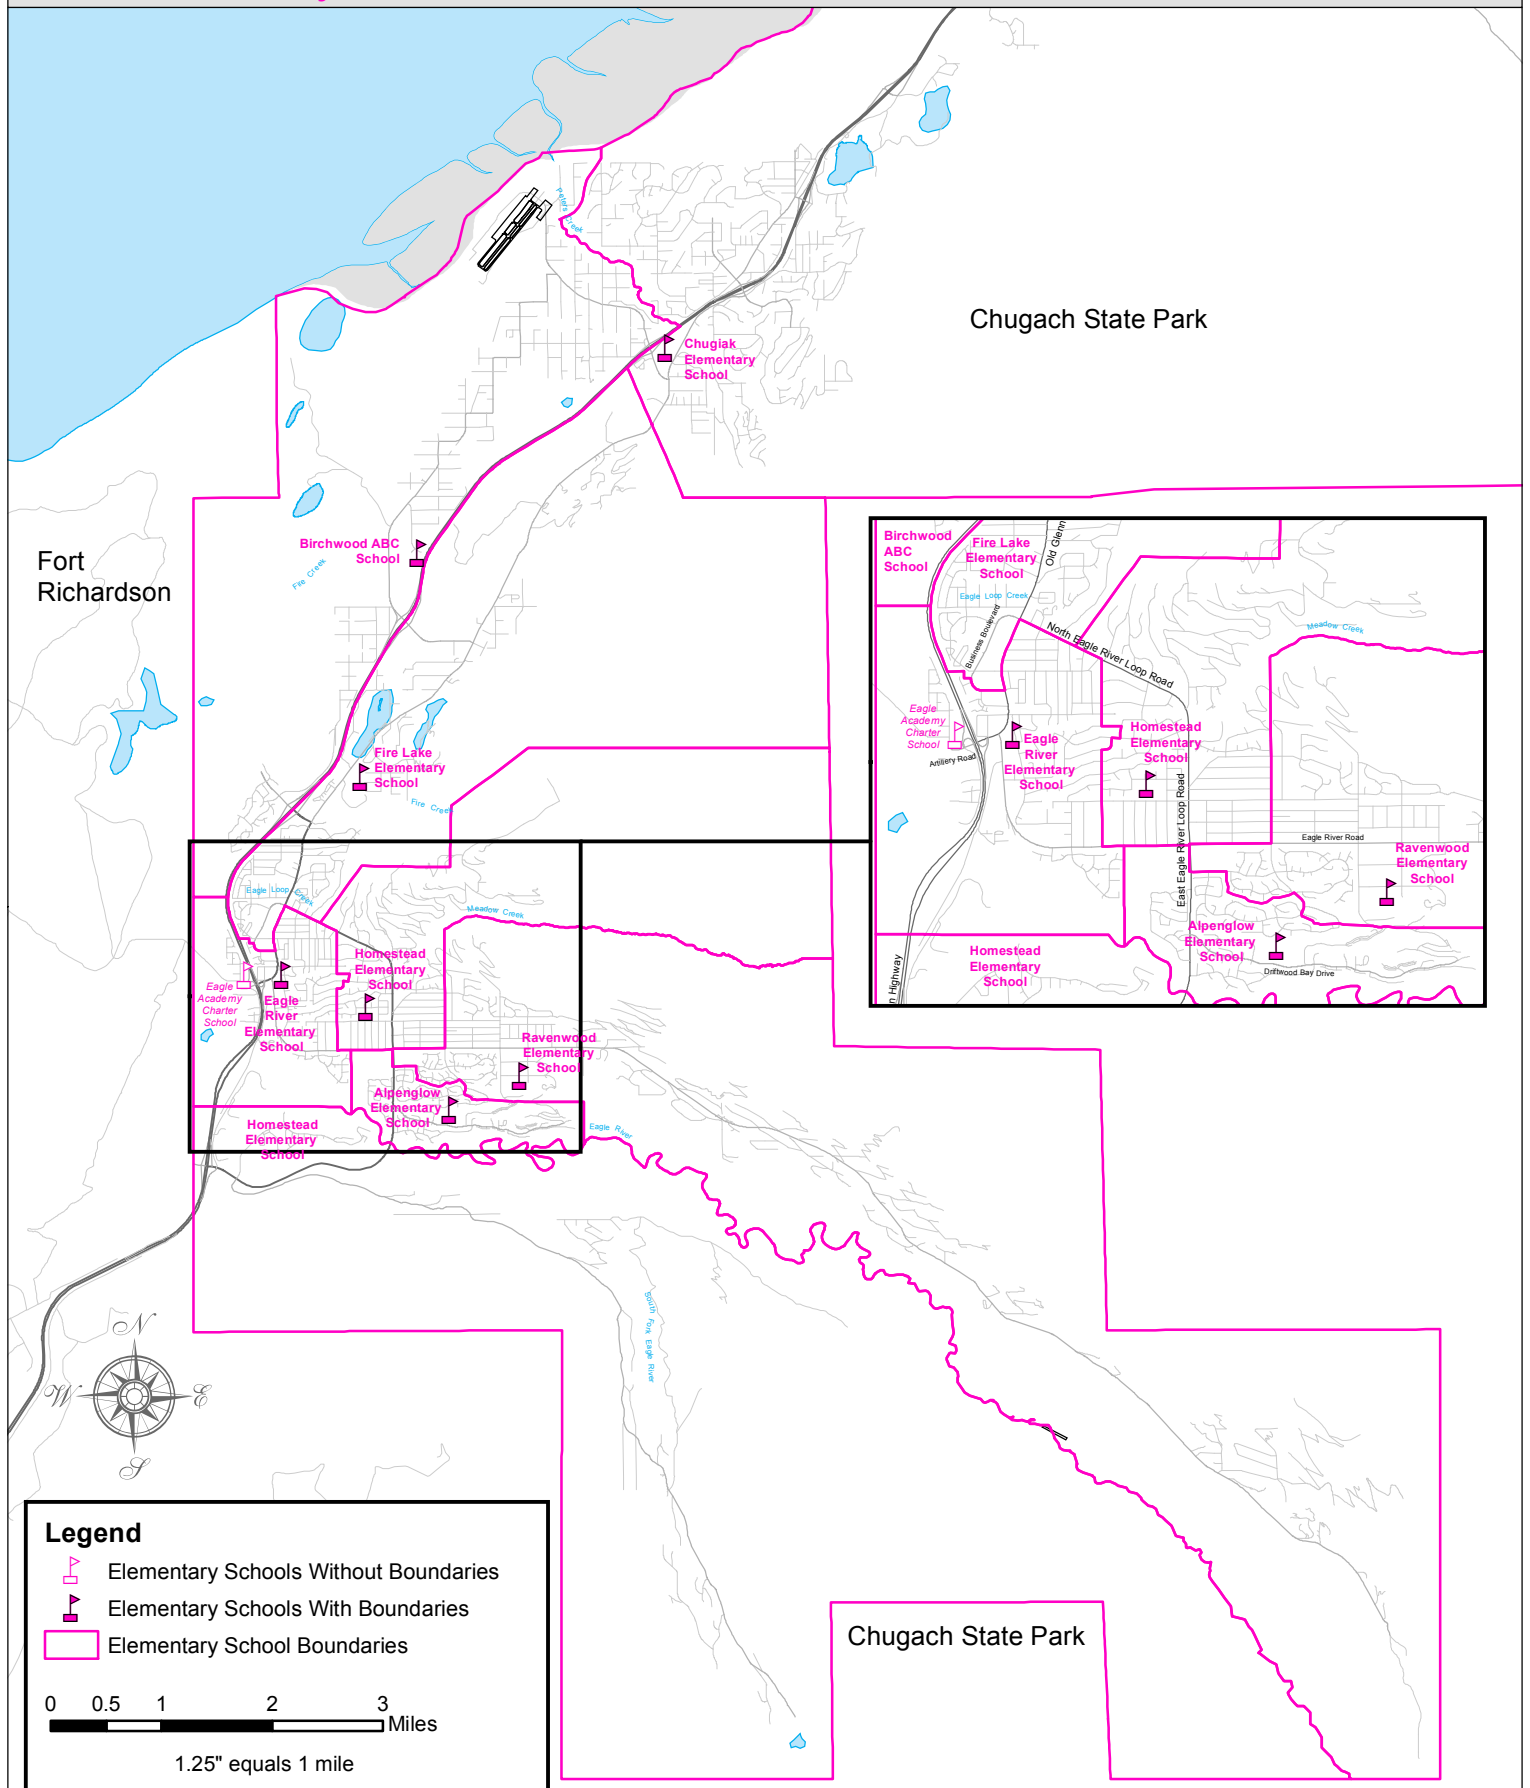 Peters Creek
Chugach State Park
Chugiak
Elementary
School
Birchwood ABC
School
Fire Creek
Fort
Richardson
Birchwood
ABC
School
Fire Lake
Elementary
School
Old Glenn
Eagle Loop Creek
Business Boulevard
North Eagle River Loop Road
Meadow Creek
Eagle
Academy
Charter
School
Artillery Road
Eagle
River
Elementary
School
Homestead
Elementary
School
East Eagle River Loop Road
Eagle River Road
Ravenwood
Elementary
School
Alpenglow
Elementary
School
Driftwood Bay Drive
Homestead
Elementary
School
n Highway
Fire Lake
Elementary
School
Fire Creek
Eagle Loop Creek
Meadow Creek
Homestead
Elementary
School
Eagle
Academy
Charter
School
Eagle
River
Elementary
School
Ravenwood
Elementary
School
Alpenglow
Elementary
School
Homestead
Elementary
School
Eagle River
South Fork Eagle River
N
W
E
S
Chugach State Park
Legend
Elementary Schools Without Boundaries
Elementary Schools With Boundaries
Elementary School Boundaries
0 0.5 1 2 3
Miles
1.25" equals 1 mile